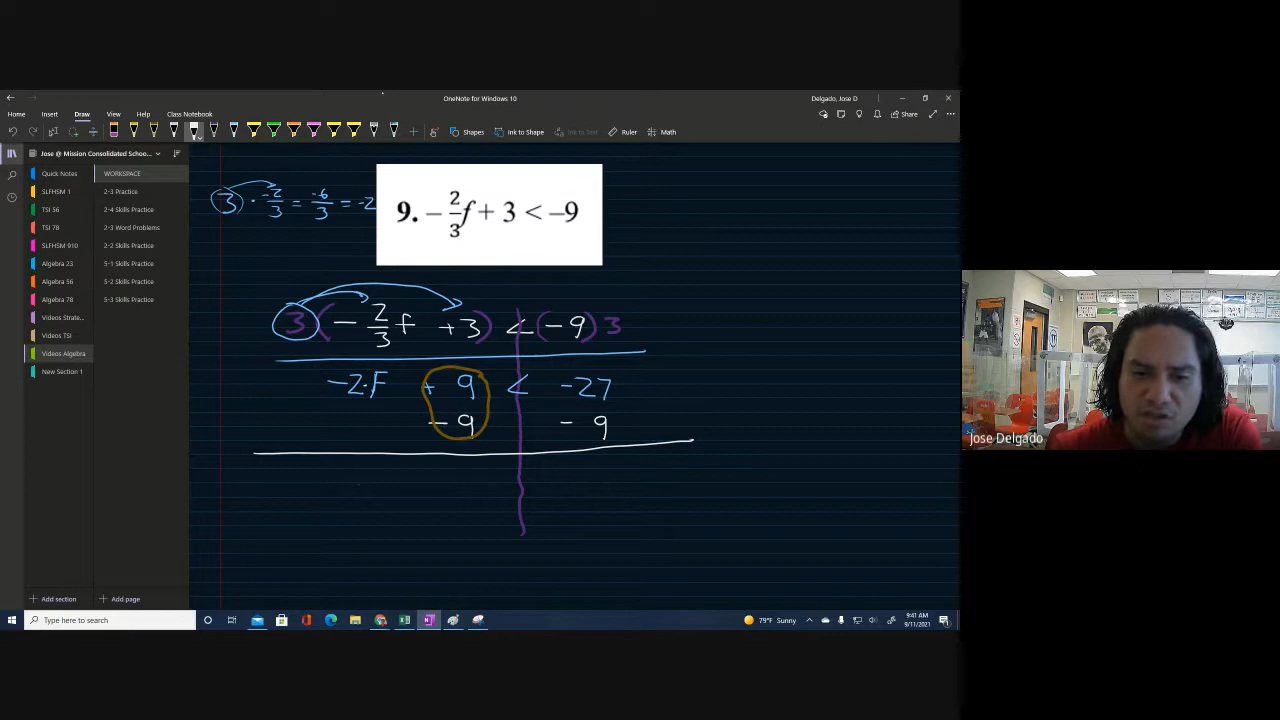 OneNote for Windows 10
Delgado, Jose D
Home Insert Draw View Help Class Notebook
Share
Shapes Ink to Shape Ink to Text Ruler Math
Jose @ Mission Consolidated Schoo...
Quick Notes
SLFHSM 1
TSI 56
TSI 78
SLFHSM 910
Algebra 23
Algebra 56
Algebra 78
Videos Strate...
Videos TSI
Videos Algebra
New Section 1
WORKSPACE
2-3 Practice
2-4 Skills Practice
2-3 Word Problems
2-2 Skills Practice
5-1 Skills Practice
5-2 Skills Practice
5-3 Skills Practice
3 · -2/3 = -6/3 = -2
9. – 2/3 f + 3 < –9
3 ( – 2/3 f + 3 ) < ( – 9 ) 3
-2·F + 9 < -27
– 9 – 9
Jose Delgado
Add section
Add page
Type here to search
79°F Sunny
9:41 AM
9/11/2021